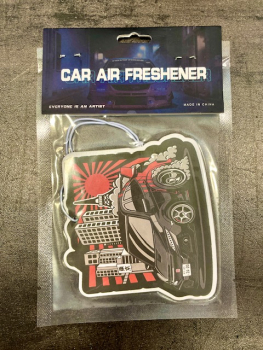 CAR AIR FRESHENER
EVERYONE IS AN ARTIST
MADE IN CHINA